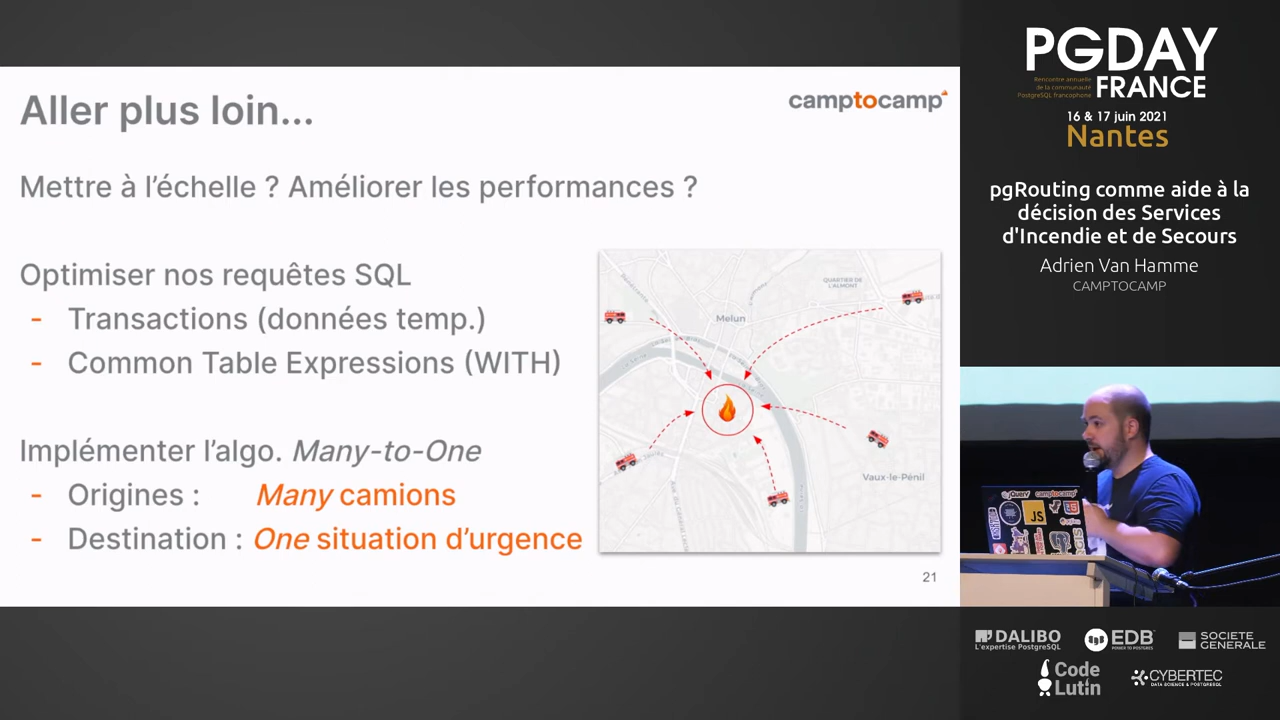 Aller plus loin...
camptocamp
Mettre à l'échelle ? Améliorer les performances ?
Optimiser nos requêtes SQL
- Transactions (données temp.)
- Common Table Expressions (WITH)
Implémenter l'algo. Many-to-One
- Origines : Many camions
- Destination : One situation d'urgence
QUARTIER DE
L'ALMONT
Melun
Vaux-le-Pénil
21
PGDAY
Rencontre annuelle
de la communauté
PostgreSQL francophone
FRANCE
16 & 17 juin 2021
Nantes
pgRouting comme aide à la
décision des Services
d'Incendie et de Secours
Adrien Van Hamme
CAMPTOCAMP
jQuery
camptocamp
JS
DALIBO
L'expertise PostgreSQL
EDB
POWER TO POSTGRES
SOCIETE
GENERALE
Code
Lutin
CYBERTEC
DATA SCIENCE & POSTGRESQL